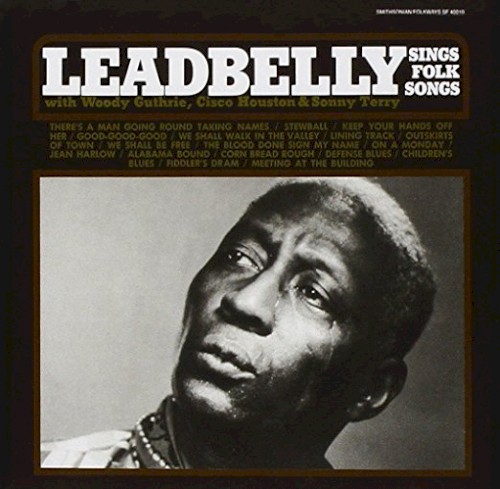 SMITHSONIAN/FOLKWAYS SF 40010
LEADBELLY SINGS
FOLK
SONGS
with Woody Guthrie, Cisco Houston & Sonny Terry
THERE'S A MAN GOING ROUND TAKING NAMES / STEWBALL / KEEP YOUR HANDS OFF
HER / GOOD-GOOD-GOOD / WE SHALL WALK IN THE VALLEY / LINING TRACK / OUTSKIRTS
OF TOWN / WE SHALL BE FREE / THE BLOOD DONE SIGN MY NAME / ON A MONDAY /
JEAN HARLOW / ALABAMA BOUND / CORN BREAD ROUGH / DEFENSE BLUES / CHILDREN'S
BLUES / FIDDLER'S DRAM / MEETING AT THE BUILDING